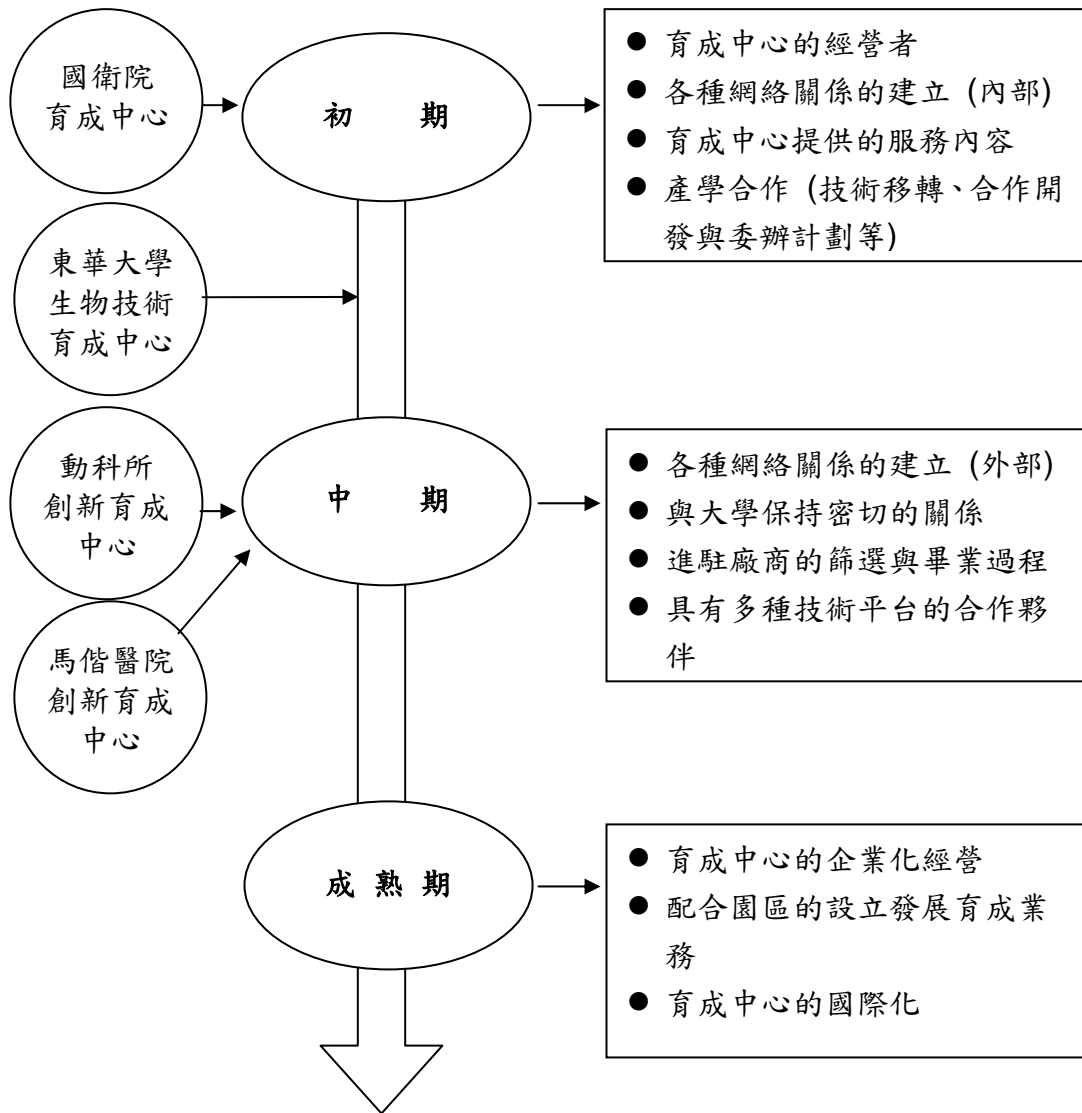 國衛院
育成中心
初 期
● 育成中心的經營者
● 各種網絡關係的建立 (內部)
● 育成中心提供的服務內容
● 產學合作 (技術移轉、合作開
發與委辦計劃等)
東華大學
生物技術
育成中心
動科所
創新育成
中心
中 期
● 各種網絡關係的建立 (外部)
● 與大學保持密切的關係
● 進駐廠商的篩選與畢業過程
● 具有多種技術平台的合作夥
伴
馬偕醫院
創新育成
中心
成 熟 期
● 育成中心的企業化經營
● 配合園區的設立發展育成業
務
● 育成中心的國際化